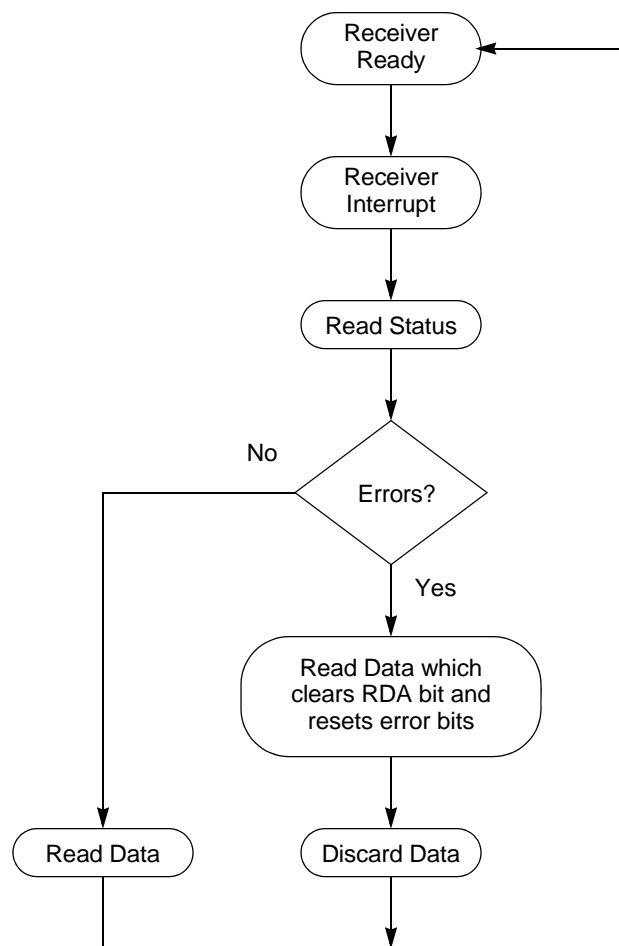 Receiver
Ready
Receiver
Interrupt
Read Status
No
Errors?
Yes
Read Data which
clears RDA bit and
resets error bits
Read Data
Discard Data